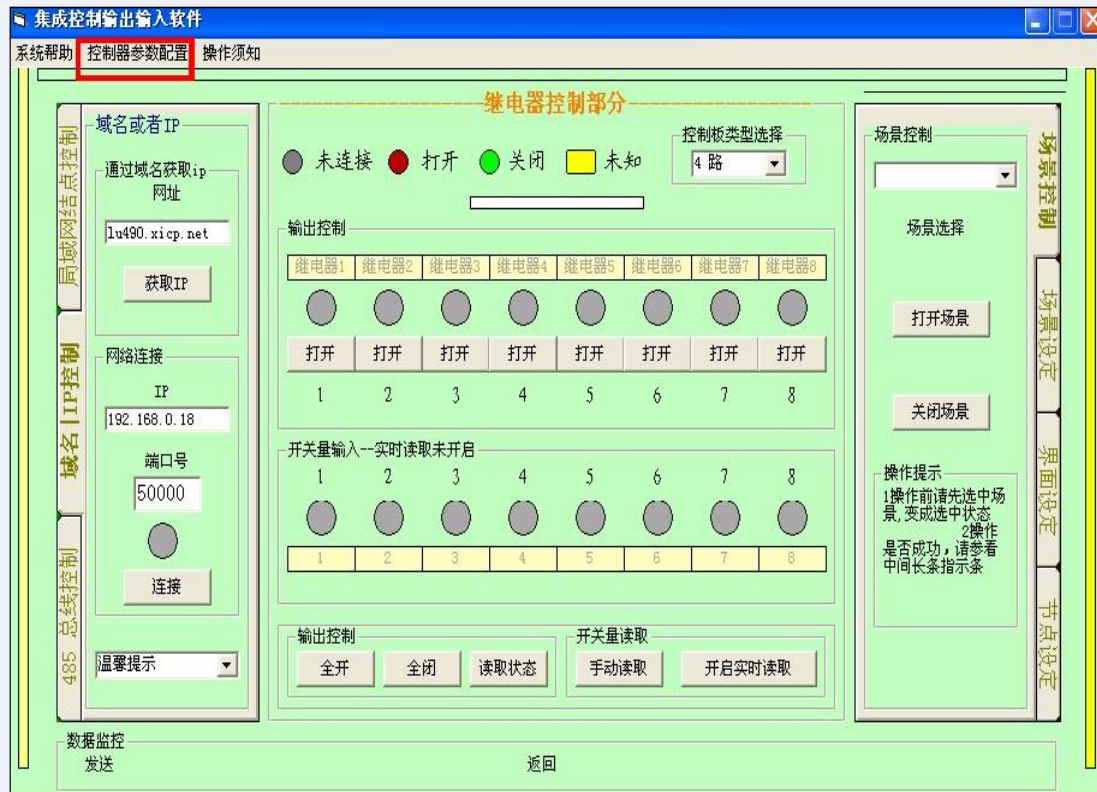 集成控制输出输入软件
系统帮助 控制器参数配置 操作须知
局域网结点控制
域名|IP控制
485 总线控制
域名或者IP
通过域名获取ip
网址
lu490.xicp.net
获取IP
网络连接
IP
192.168.0.18
端口号
50000
连接
温馨提示
继电器控制部分
未连接 打开 关闭 未知
控制板类型选择
4 路
输出控制
继电器1 继电器2 继电器3 继电器4 继电器5 继电器6 继电器7 继电器8
打开 打开 打开 打开 打开 打开 打开 打开
1 2 3 4 5 6 7 8
开关量输入--实时读取未开启
1 2 3 4 5 6 7 8
1 2 3 4 5 6 7 8
输出控制
全开 全闭 读取状态
开关量读取
手动读取 开启实时读取
场景控制
场景选择
打开场景
关闭场景
操作提示
1操作前请先选中场
景,变成选中状态
2操作
是否成功，请参看
中间长条指示条
场景控制
场景设定
界面设定
节点设定
数据监控
发送 返回